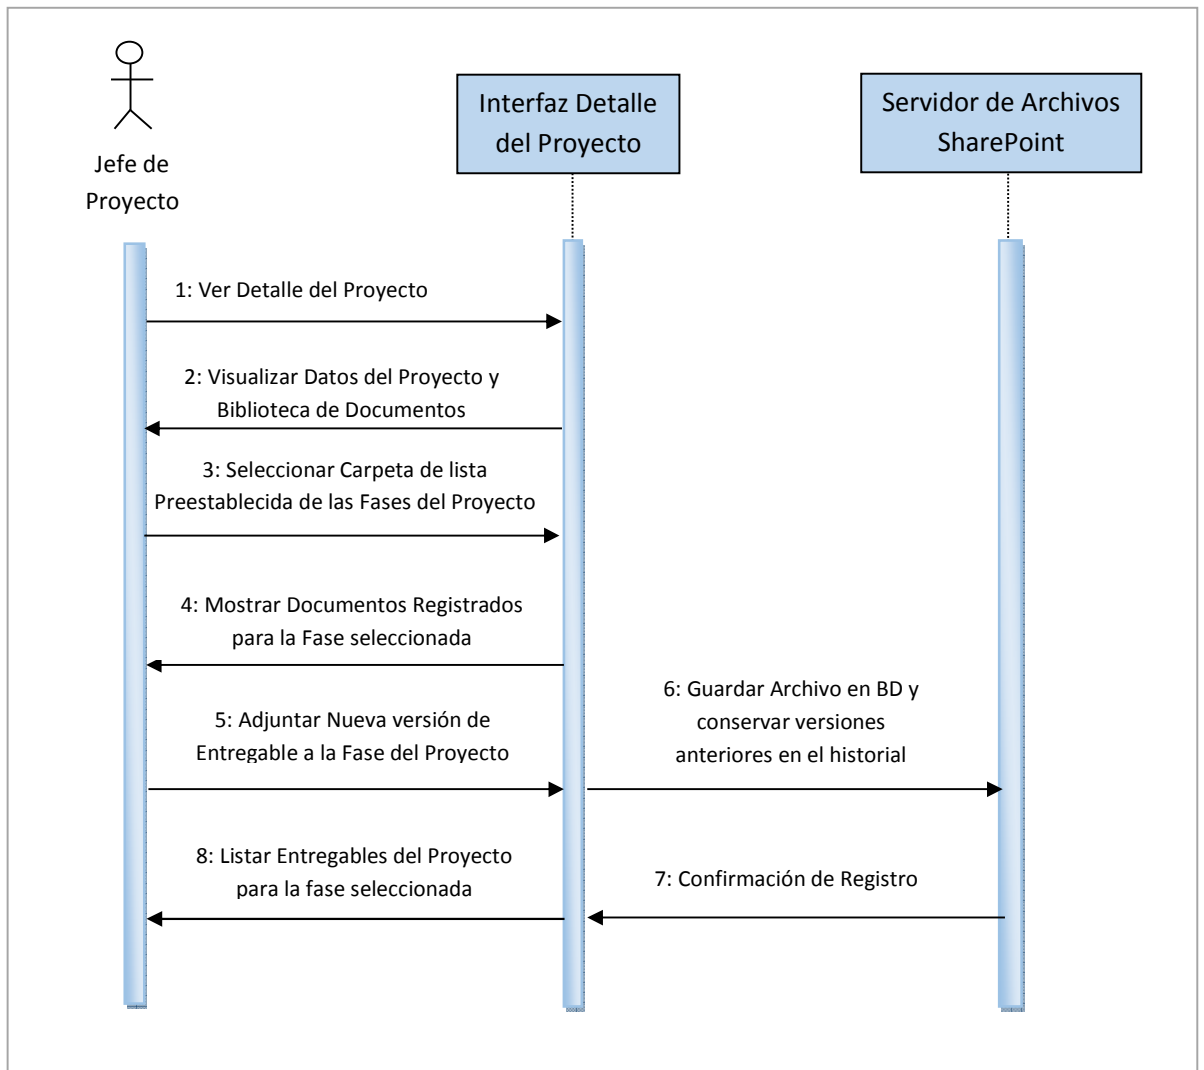 Jefe de
Proyecto
Interfaz Detalle
del Proyecto
Servidor de Archivos
SharePoint
1: Ver Detalle del Proyecto
2: Visualizar Datos del Proyecto y
Biblioteca de Documentos
3: Seleccionar Carpeta de lista
Preestablecida de las Fases del Proyecto
4: Mostrar Documentos Registrados
para la Fase seleccionada
5: Adjuntar Nueva versión de
Entregable a la Fase del Proyecto
6: Guardar Archivo en BD y
conservar versiones
anteriores en el historial
8: Listar Entregables del Proyecto
para la fase seleccionada
7: Confirmación de Registro